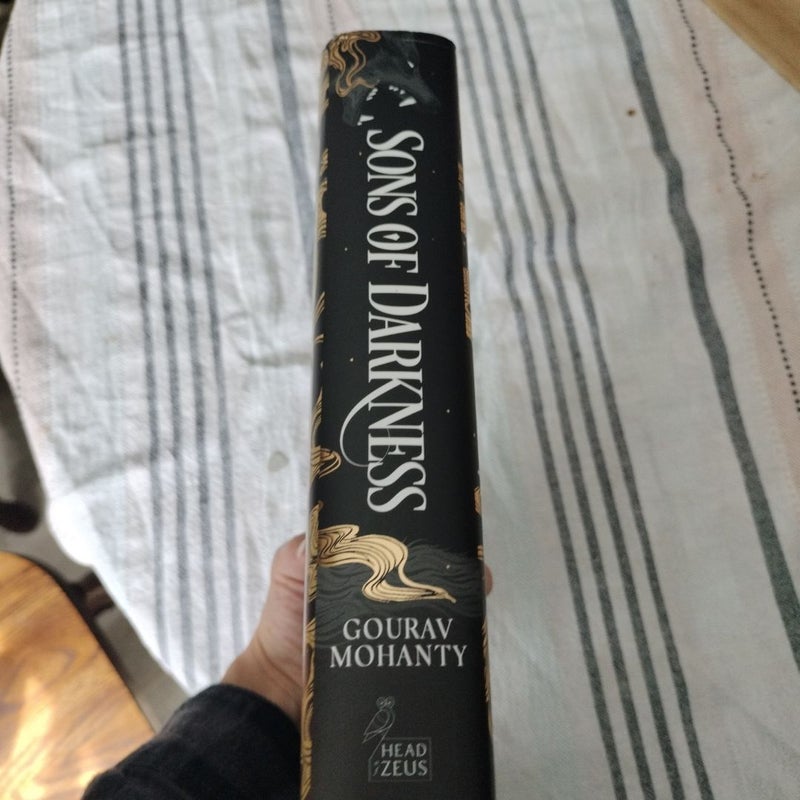 SONS OF DARKNESS
GOURAV
MOHANTY
HEAD
ZEUS